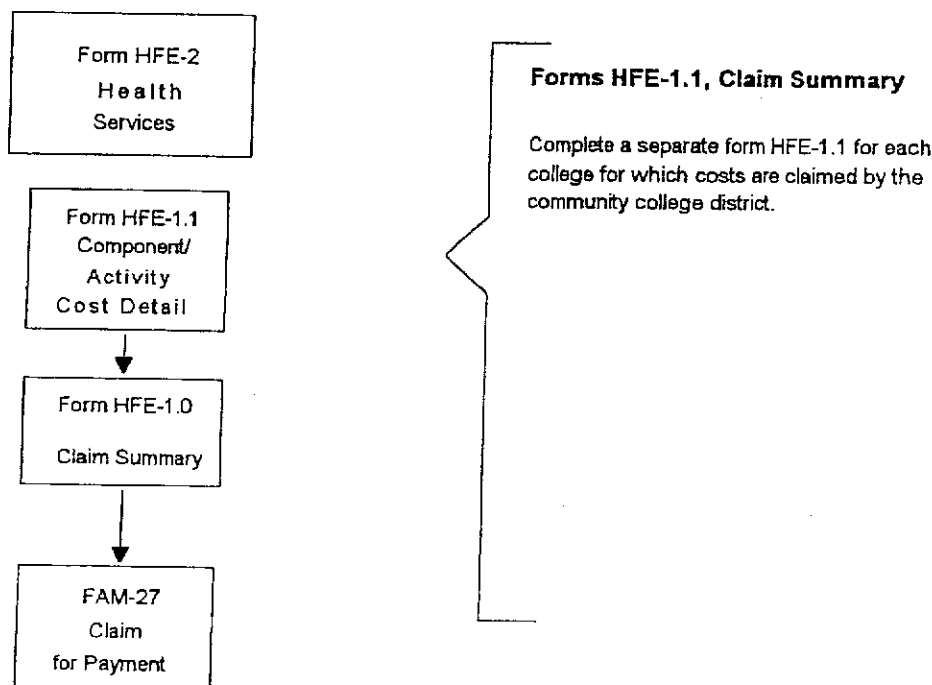 Form HFE-2
Health
Services
Form HFE-1.1
Component/
Activity
Cost Detail
Form HFE-1.0
Claim Summary
FAM-27
Claim
for Payment
Forms HFE-1.1, Claim Summary
Complete a separate form HFE-1.1 for each
college for which costs are claimed by the
community college district.